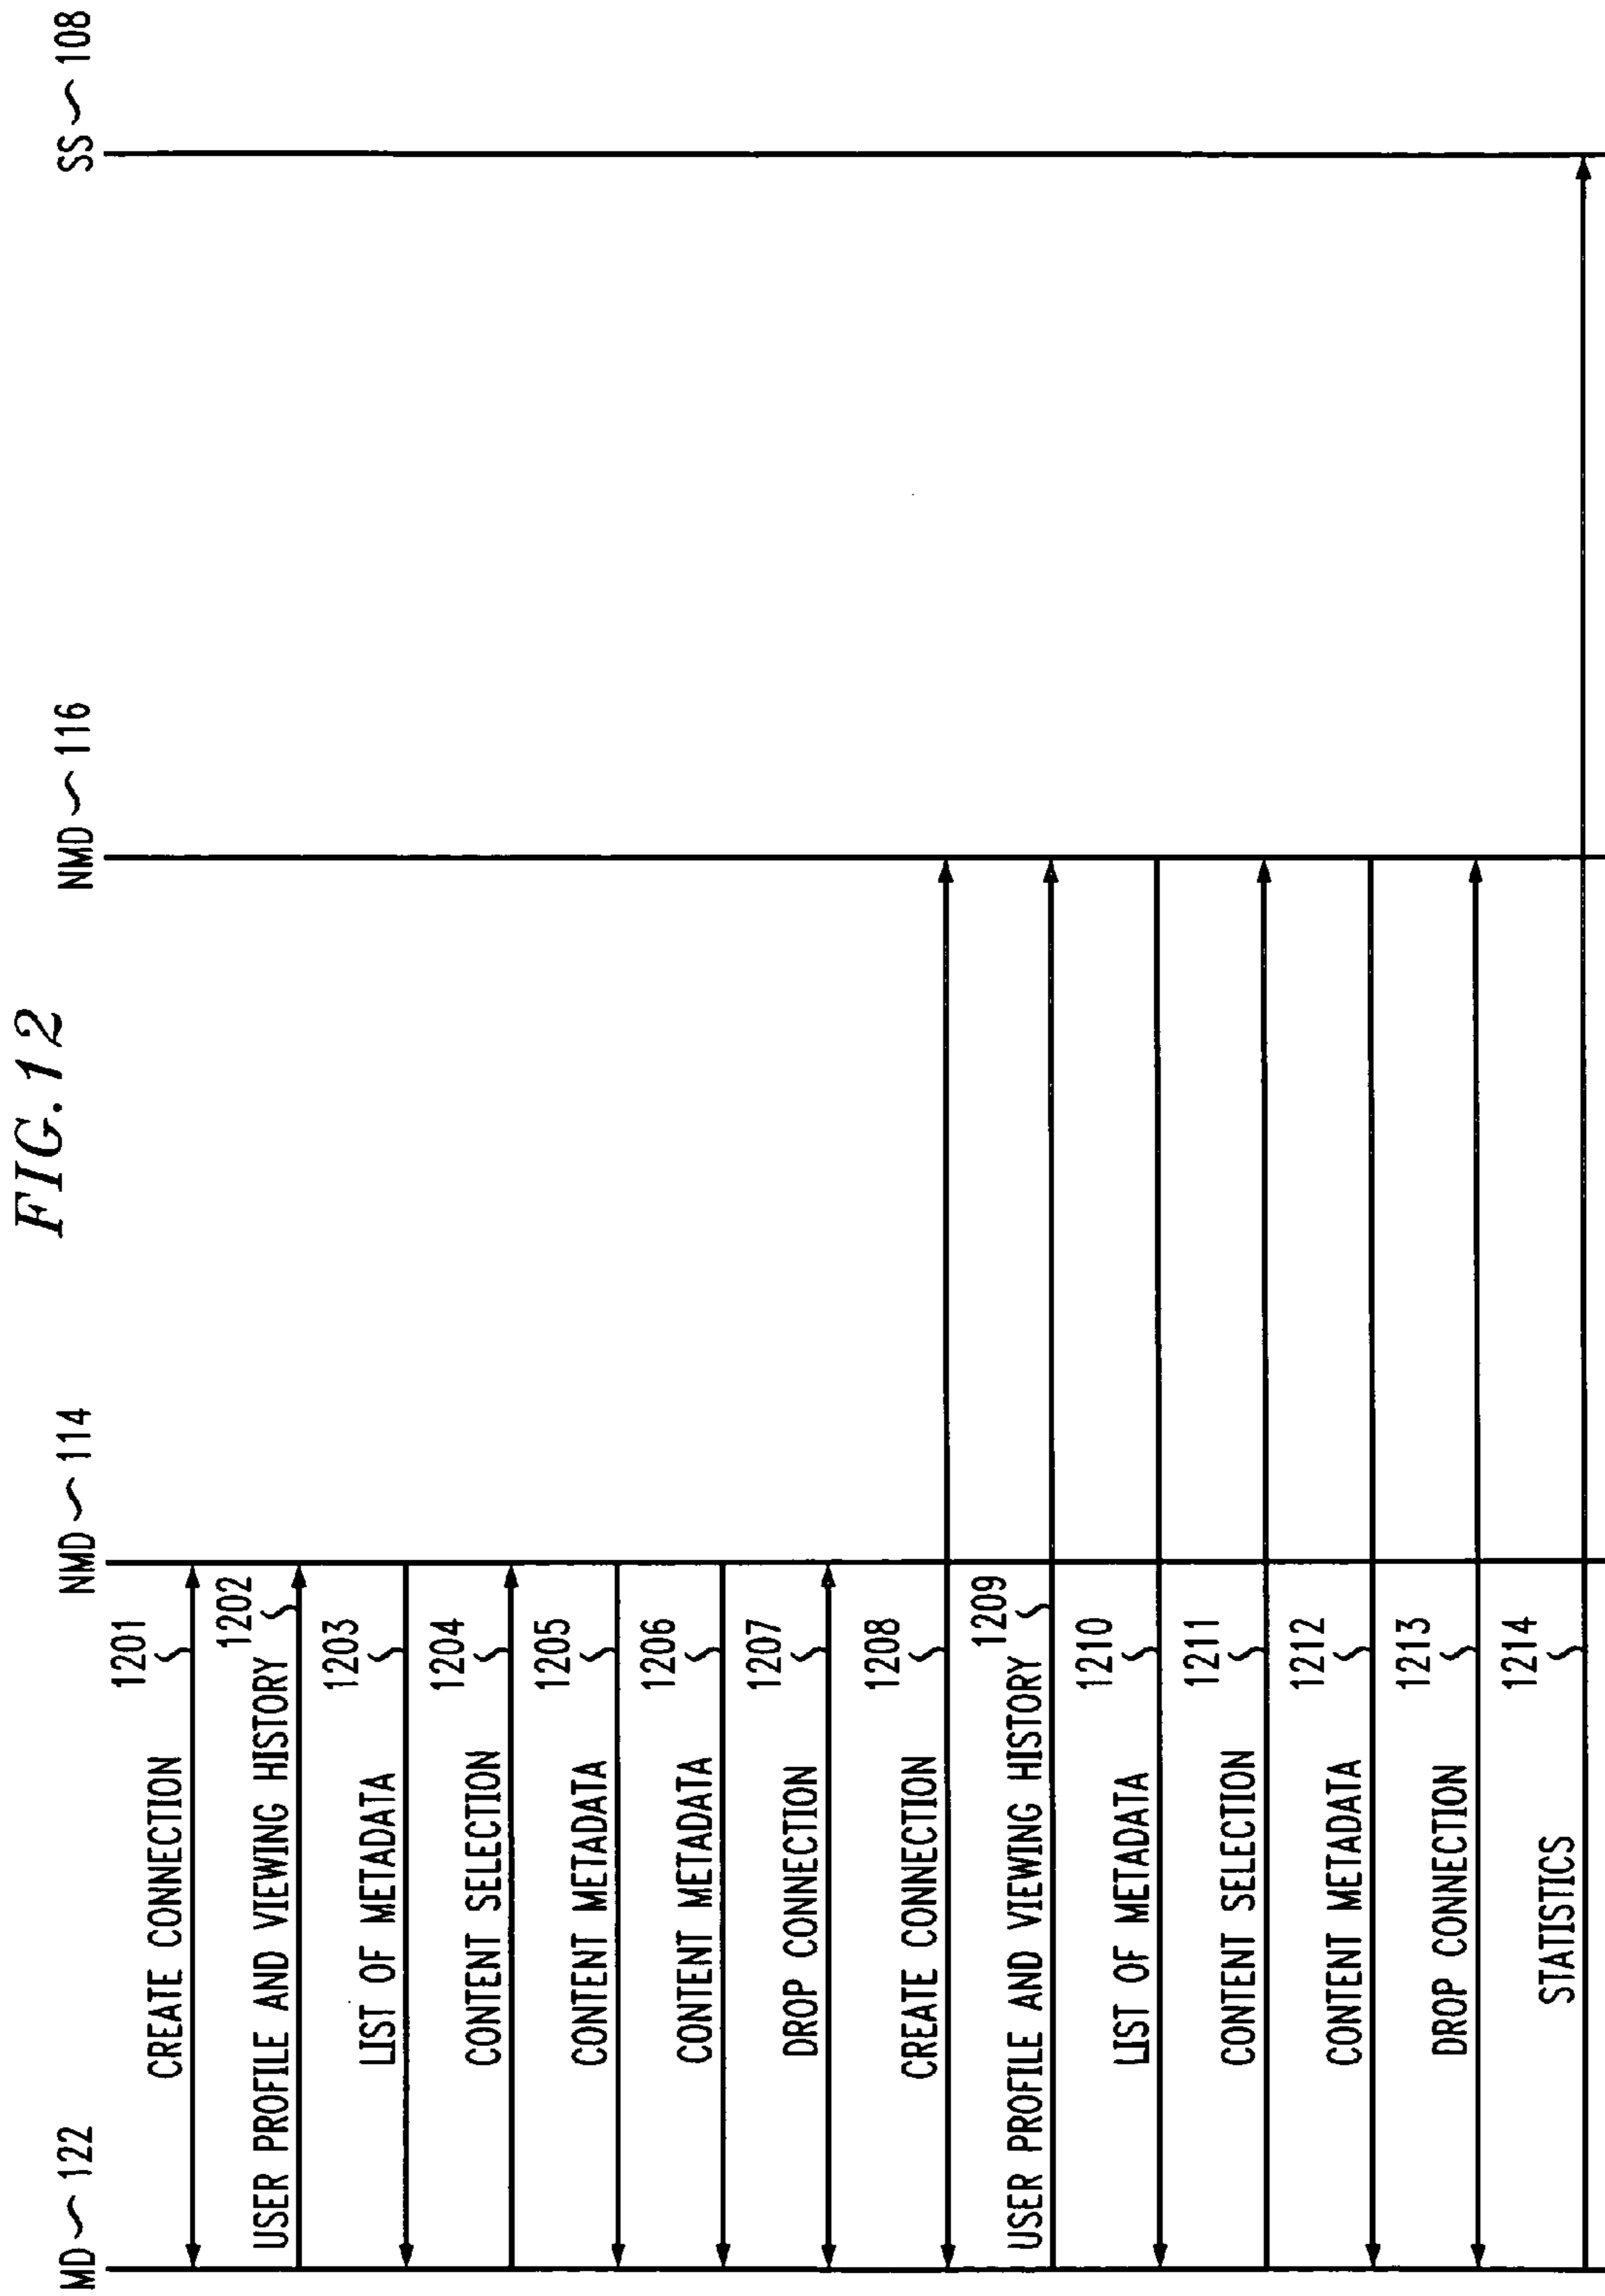 FIG. 12
MD ~ 122
NMD ~ 114
NMD ~ 116
SS ~ 108
CREATE CONNECTION 1201
USER PROFILE AND VIEWING HISTORY 1202
LIST OF METADATA 1203
CONTENT SELECTION 1204
CONTENT METADATA 1205
CONTENT METADATA 1206
DROP CONNECTION 1207
CREATE CONNECTION 1208
USER PROFILE AND VIEWING HISTORY 1209
LIST OF METADATA 1210
CONTENT SELECTION 1211
CONTENT METADATA 1212
DROP CONNECTION 1213
STATISTICS 1214